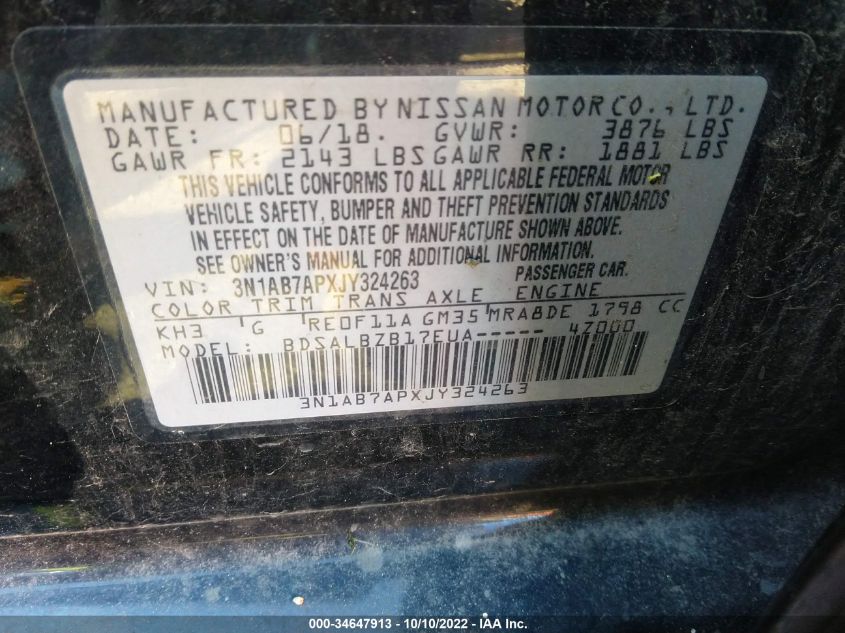 MANUFACTURED BY NISSAN MOTOR CO., LTD.
DATE: 06/18. GVWR: 3876 LBS
GAWR FR: 2143 LBS GAWR RR: 1881 LBS
THIS VEHICLE CONFORMS TO ALL APPLICABLE FEDERAL MOTOR
VEHICLE SAFETY, BUMPER AND THEFT PREVENTION STANDARDS
IN EFFECT ON THE DATE OF MANUFACTURE SHOWN ABOVE.
SEE OWNER'S MANUAL FOR ADDITIONAL INFORMATION.
VIN: 3N1AB7APXJY324263 PASSENGER CAR.
COLOR TRIM TRANS AXLE ENGINE
KH3 G RE0F11A GM35 MRA8DE 1798 CC
MODEL: BDSALBZB17EUA----- 4Z000
3N1AB7APXJY324263
000-34647913 - 10/10/2022 - IAA Inc.